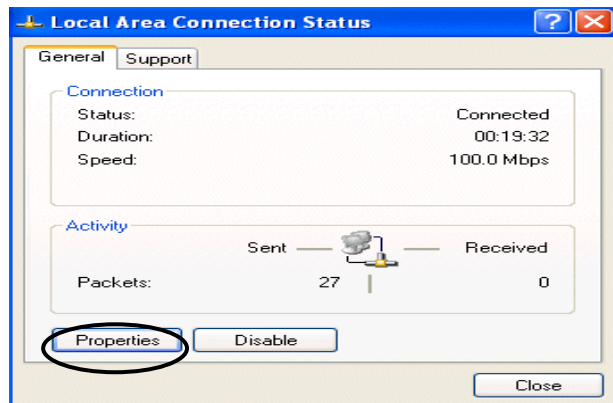 Local Area Connection Status
General Support
Connection
Status: Connected
Duration: 00:19:32
Speed: 100.0 Mbps
Activity
Sent Received
Packets: 27 0
Properties Disable
Close